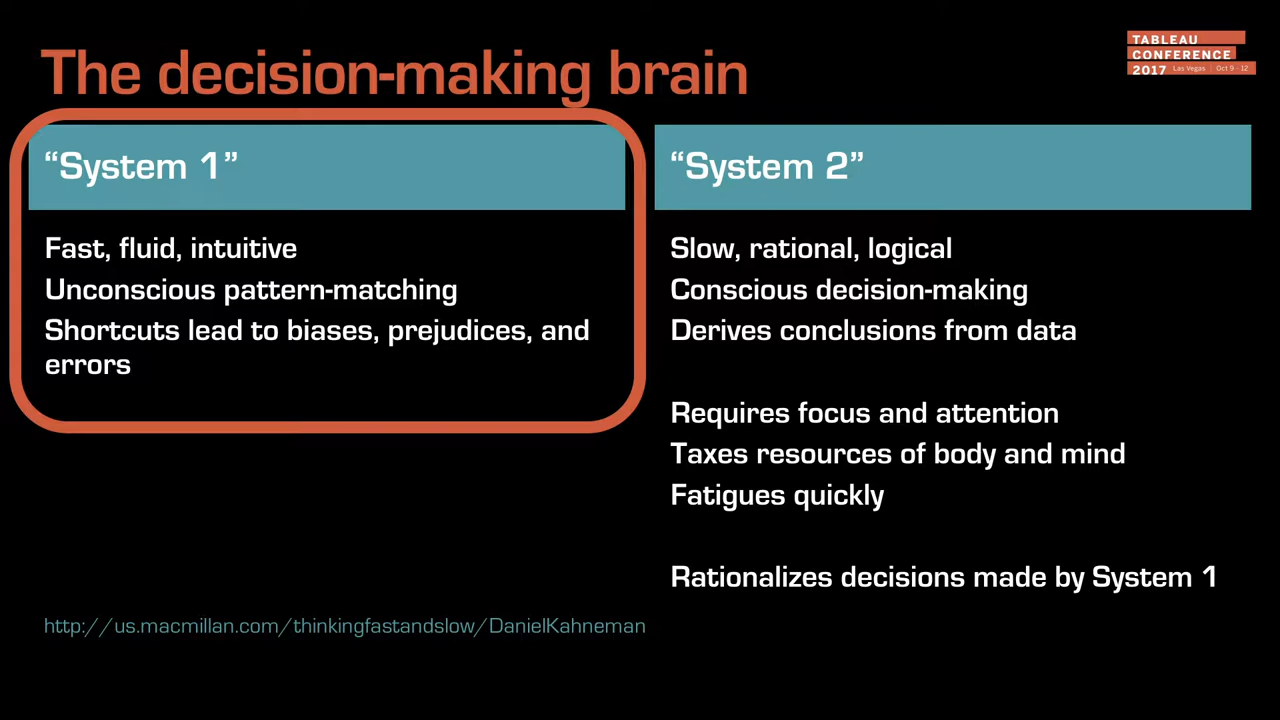 The decision-making brain
TABLEAU
CONFERENCE
2017 Las Vegas | Oct 9 - 12
“System 1”
Fast, fluid, intuitive
Unconscious pattern-matching
Shortcuts lead to biases, prejudices, and
errors
“System 2”
Slow, rational, logical
Conscious decision-making
Derives conclusions from data
Requires focus and attention
Taxes resources of body and mind
Fatigues quickly
Rationalizes decisions made by System 1
http://us.macmillan.com/thinkingfastandslow/DanielKahneman